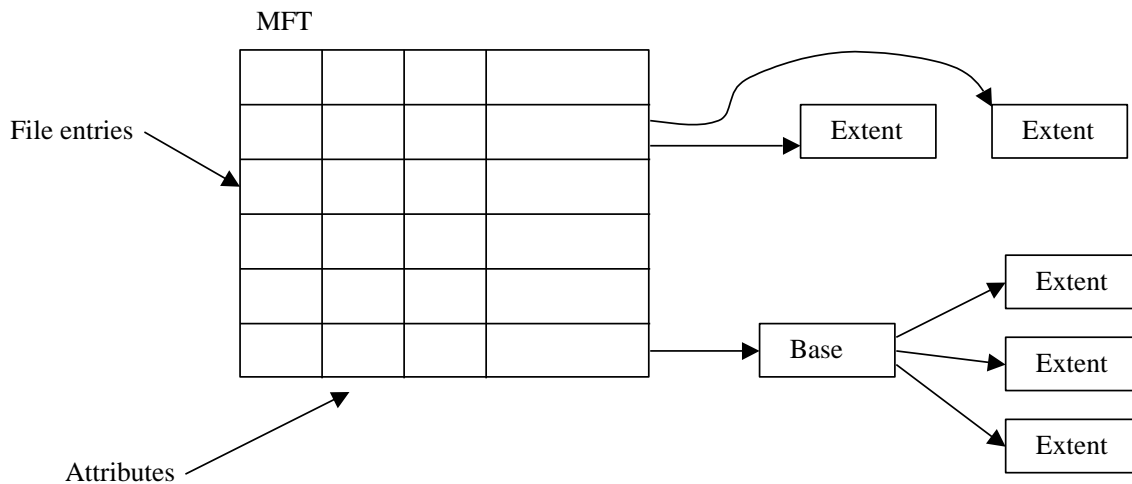 MFT
File entries
Extent
Extent
Extent
Base
Extent
Extent
Attributes